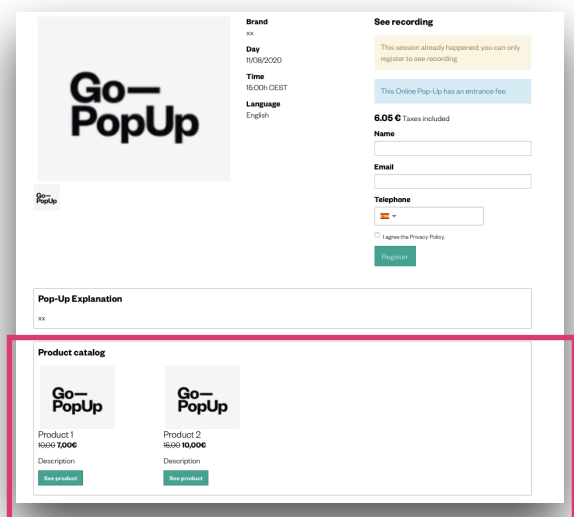 Go—
PopUp
Go—
PopUp
Brand
xx
Day
11/08/2020
Time
15:00h CEST
Language
English
See recording
This session already happened; you can only
register to see recording
This Online Pop-Up has an entrance fee.
6.05 € Taxes included
Name
Email
Telephone
I agree the Privacy Policy.
Register
Pop-Up Explanation
xx
Product catalog
Go—
PopUp
Product 1
10,00 7,00€
Description
See product
Go—
PopUp
Product 2
15,00 10,00€
Description
See product